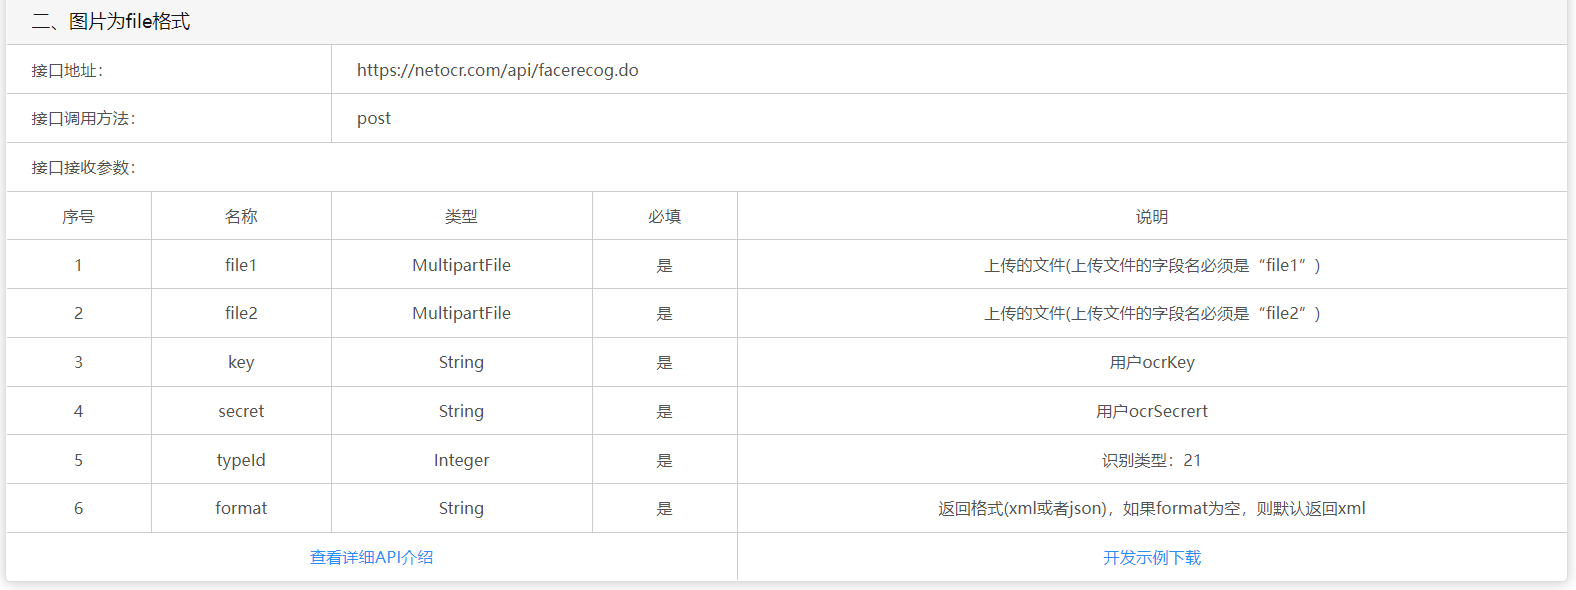 二、图片为file格式
接口地址： https://netocr.com/api/facerecog.do
接口调用方法： post
接口接收参数：
序号 名称 类型 必填 说明
1 file1 MultipartFile 是 上传的文件(上传文件的字段名必须是“file1”)
2 file2 MultipartFile 是 上传的文件(上传文件的字段名必须是“file2”)
3 key String 是 用户ocrKey
4 secret String 是 用户ocrSecrert
5 typeId Integer 是 识别类型：21
6 format String 是 返回格式(xml或者json)，如果format为空，则默认返回xml
查看详细API介绍 开发示例下载